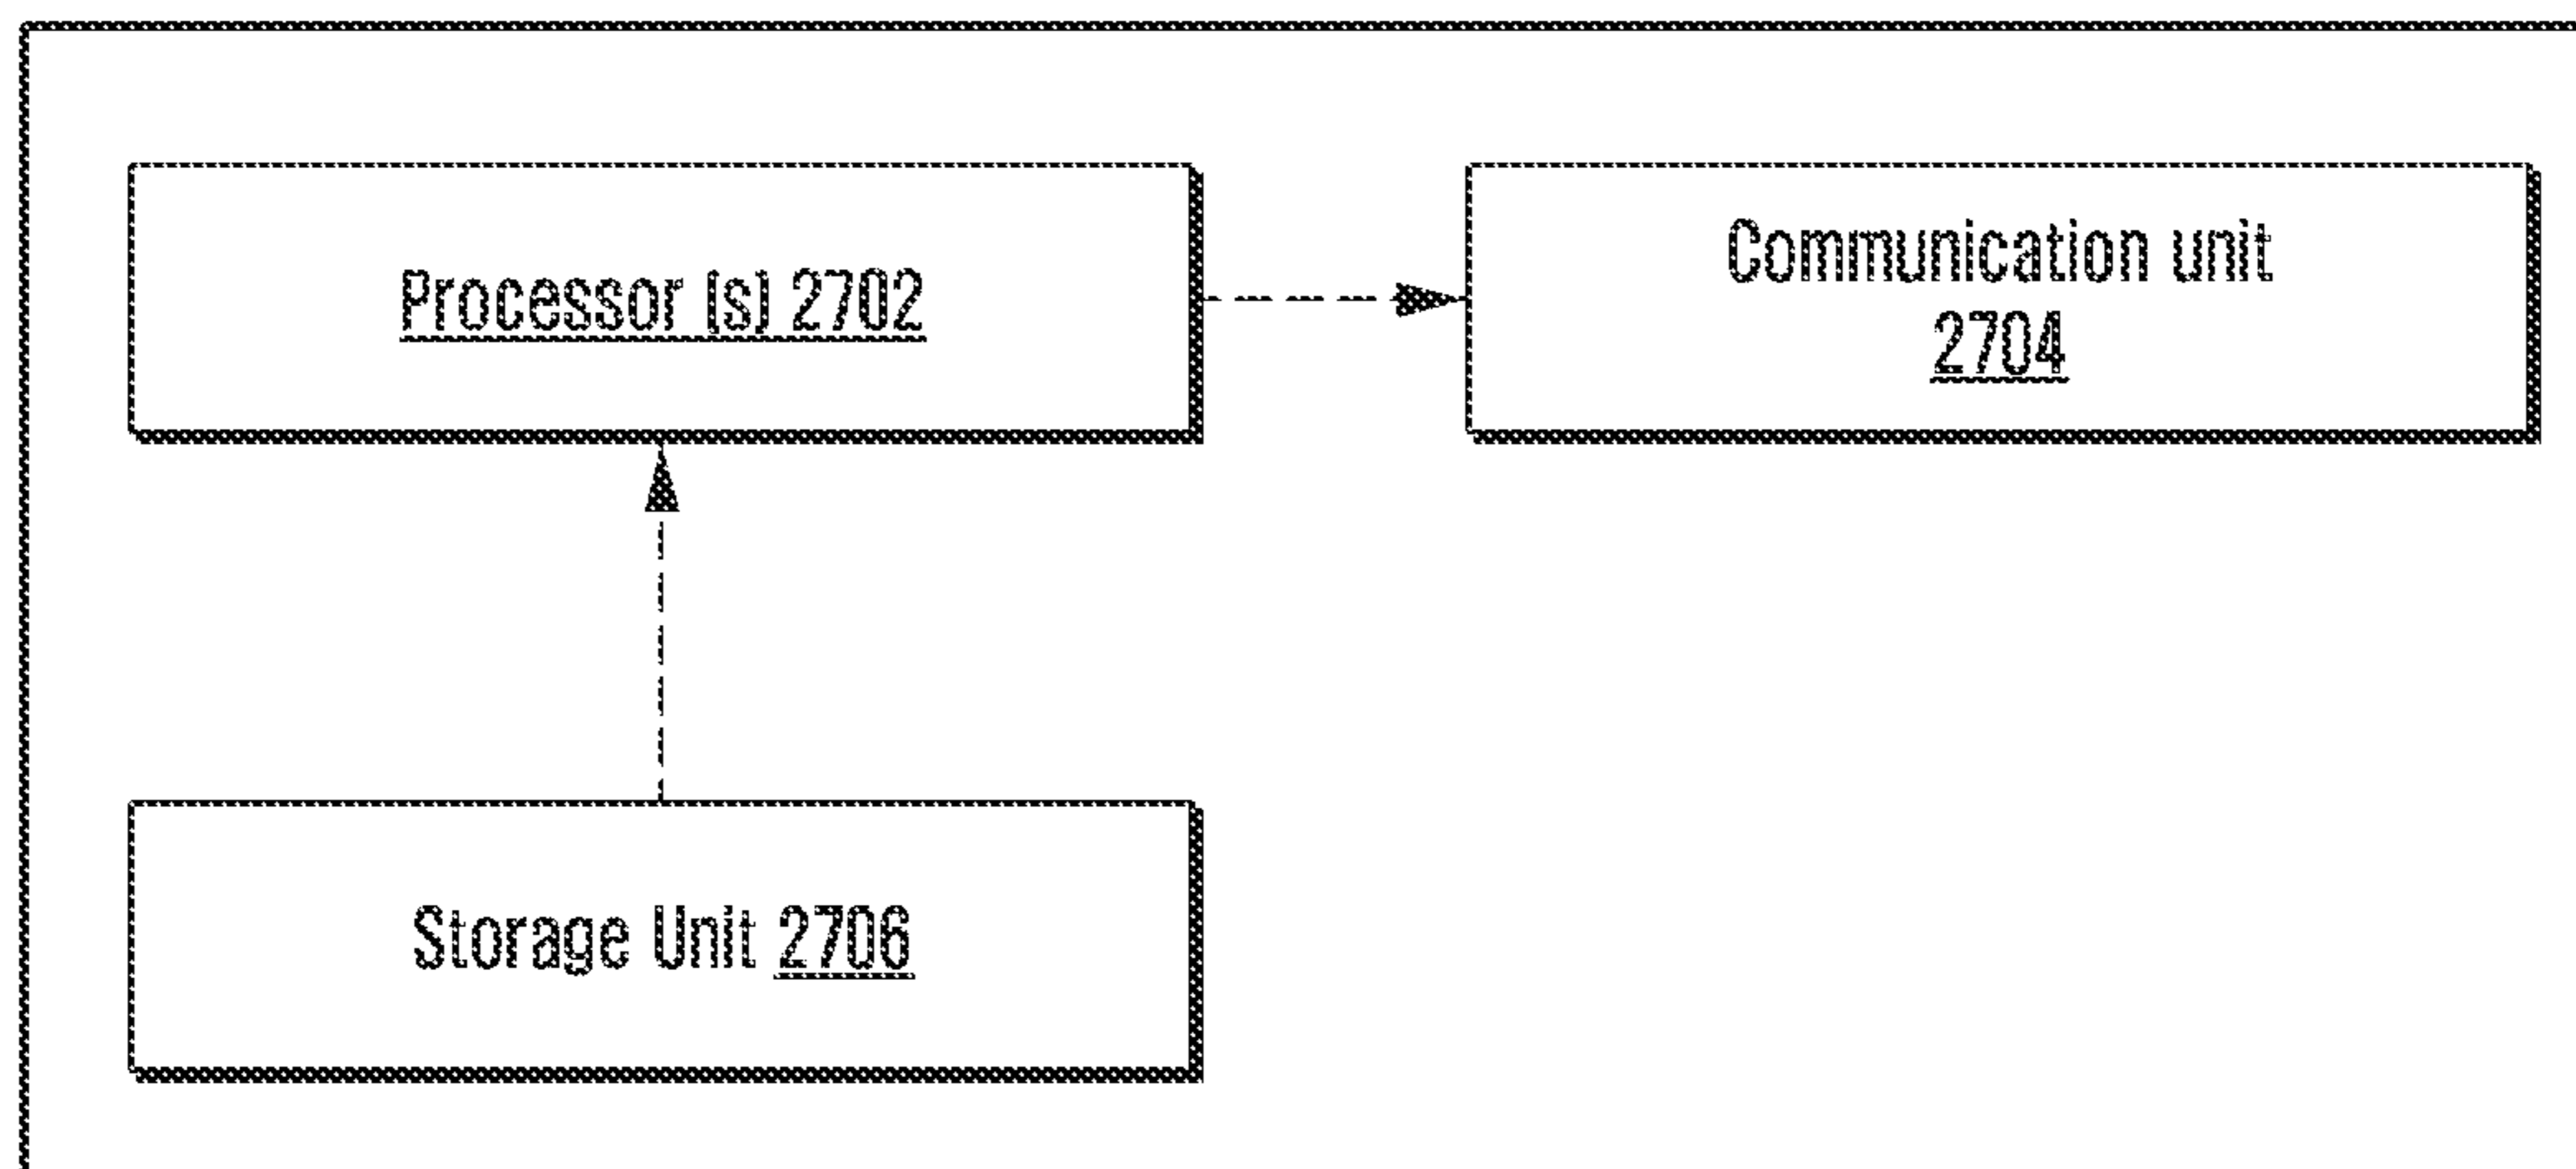 Processor (s) 2702
Communication unit
2704
Storage Unit 2706